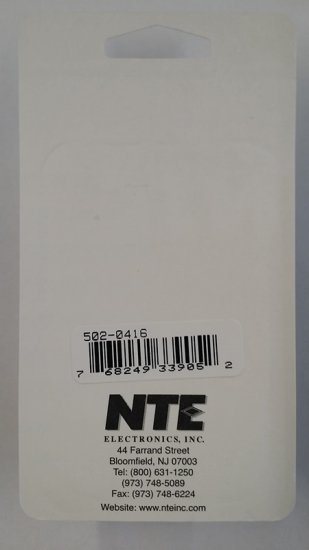 502-0416
7 68249 33905 2
NTE
ELECTRONICS, INC.
44 Farrand Street
Bloomfield, NJ 07003
Tel: (800) 631-1250
(973) 748-5089
Fax: (973) 748-6224
Website: www.nteinc.com